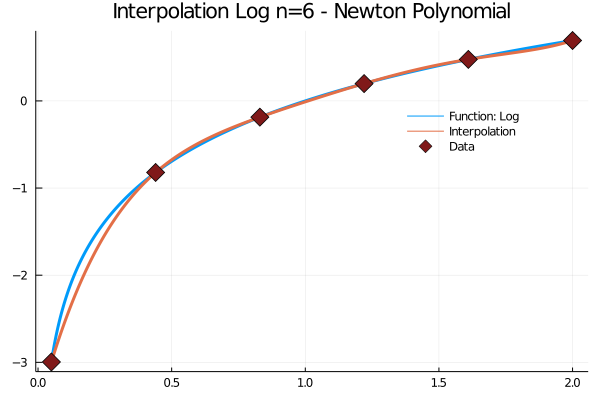 Interpolation Log n=6 - Newton Polynomial
0
−1
−2
−3
Function: Log
Interpolation
Data
0.0 0.5 1.0 1.5 2.0